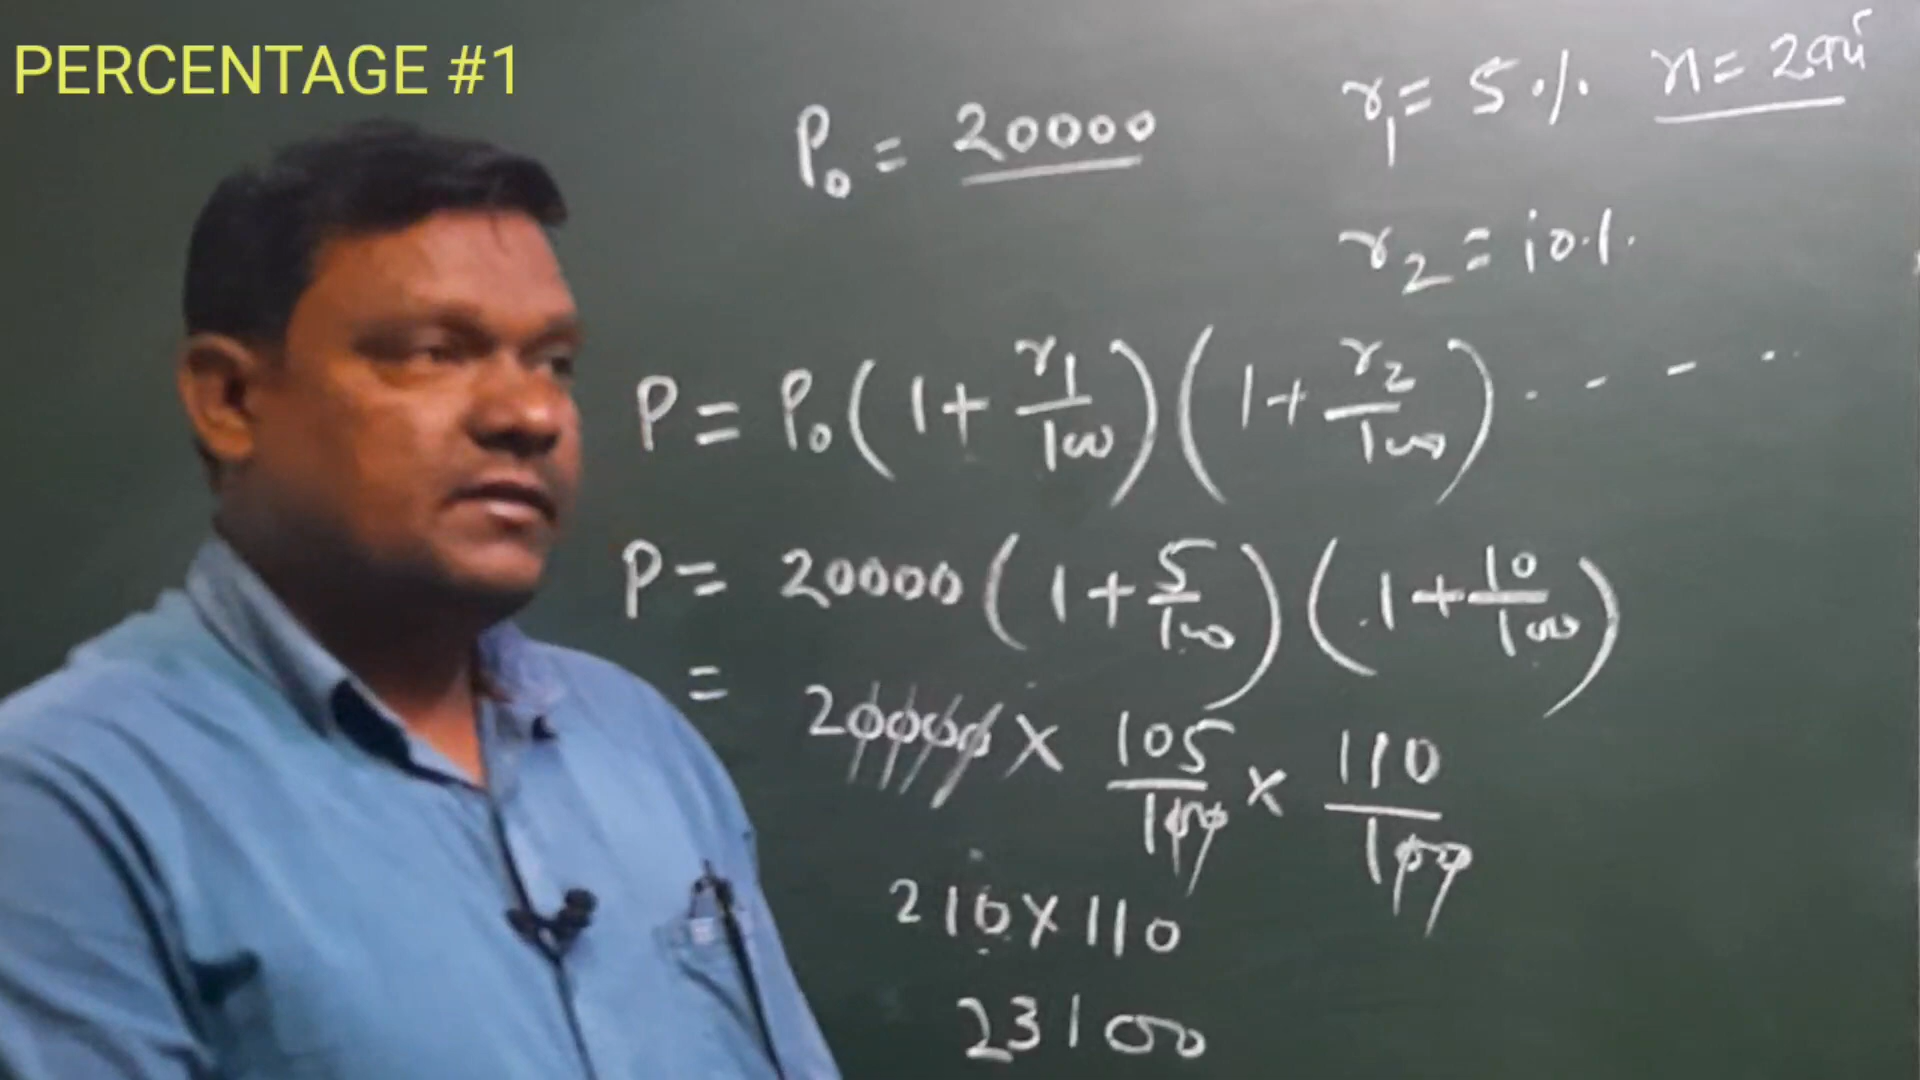 PERCENTAGE #1
P₀ = 20000 r₁ = 5% n = 2वर्ष
r₂ = 10%
P = P₀(1 + r₁/100)(1 + r₂/100) - - - -
P = 20000(1 + 5/100)(1 + 10/100)
= 20000 × 105/100 × 110/100
210 × 110
23100